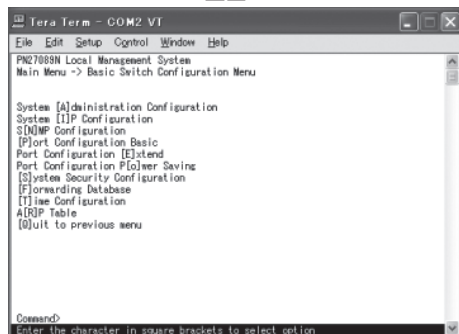 Tera Term - COM2 VT
File Edit Setup Control Window Help
PN27089N Local Management System
Main Menu -> Basic Switch Configuration Menu
System [A]dministration Configuration
System [I]P Configuration
S[N]MP Configuration
[P]ort Configuration Basic
Port Configuration [E]xtend
Port Configuration P[o]wer Saving
[S]ystem Security Configuration
[F]orwarding Database
[T]ime Configuration
A[R]P Table
[Q]uit to previous menu
Command>
Enter the character in square brackets to select option